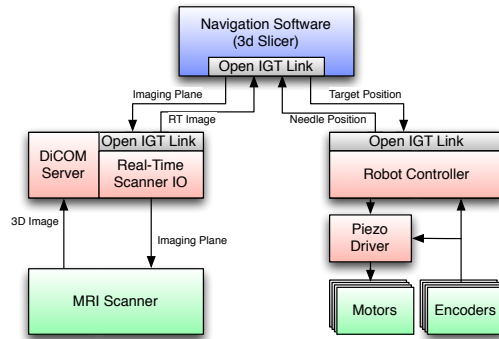 Navigation Software
(3d Slicer)
Open IGT Link
Imaging Plane
Target Position
RT Image
Needle Position
Open IGT Link
Open IGT Link
DiCOM
Server
Real-Time
Scanner IO
Robot Controller
3D Image
Imaging Plane
Piezo
Driver
MRI Scanner
Motors
Encoders